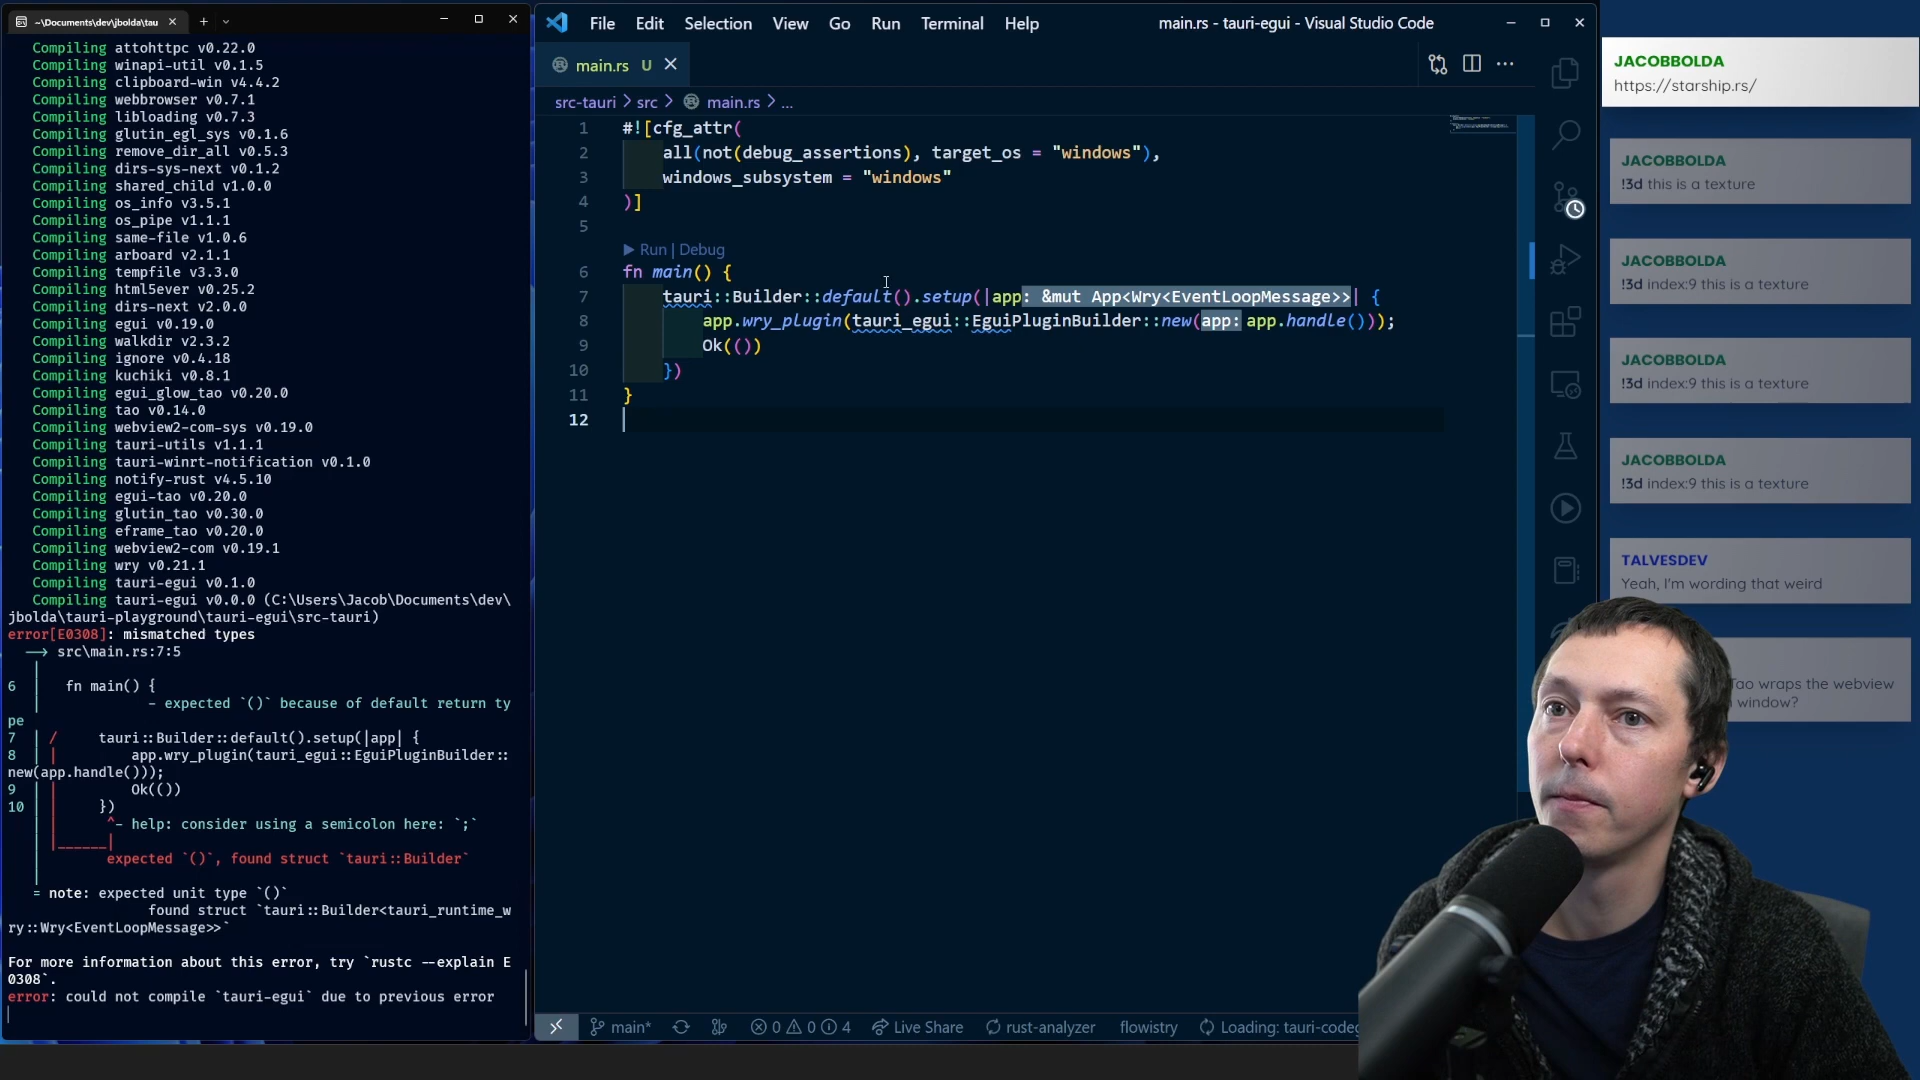 ~\Documents\dev\jbolda\tau
Compiling attohttpc v0.22.0
Compiling winapi-util v0.1.5
Compiling clipboard-win v4.4.2
Compiling webbrowser v0.7.1
Compiling libloading v0.7.3
Compiling glutin_egl_sys v0.1.6
Compiling remove_dir_all v0.5.3
Compiling dirs-sys-next v0.1.2
Compiling shared_child v1.0.0
Compiling os_info v3.5.1
Compiling os_pipe v1.1.1
Compiling same-file v1.0.6
Compiling arboard v2.1.1
Compiling tempfile v3.3.0
Compiling html5ever v0.25.2
Compiling dirs-next v2.0.0
Compiling egui v0.19.0
Compiling walkdir v2.3.2
Compiling ignore v0.4.18
Compiling kuchiki v0.8.1
Compiling egui_glow_tao v0.20.0
Compiling tao v0.14.0
Compiling webview2-com-sys v0.19.0
Compiling tauri-utils v1.1.1
Compiling tauri-winrt-notification v0.1.0
Compiling notify-rust v4.5.10
Compiling egui-tao v0.20.0
Compiling glutin_tao v0.30.0
Compiling eframe_tao v0.20.0
Compiling webview2-com v0.19.1
Compiling wry v0.21.1
Compiling tauri-egui v0.1.0
Compiling tauri-egui v0.0.0 (C:\Users\Jacob\Documents\dev\
jbolda\tauri-playground\tauri-egui\src-tauri)
error[E0308]: mismatched types
--> src\main.rs:7:5
|
6 | fn main() {
| - expected `()` because of default return ty
pe
7 | / tauri::Builder::default().setup(|app| {
8 | | app.wry_plugin(tauri_egui::EguiPluginBuilder::
new(app.handle()));
9 | | Ok(())
10 | | })
| | ^- help: consider using a semicolon here: `;`
| |______|
| expected `()`, found struct `tauri::Builder`
|
= note: expected unit type `()`
found struct `tauri::Builder<tauri_runtime_w
ry::Wry<EventLoopMessage>>`
For more information about this error, try `rustc --explain E
0308`.
error: could not compile `tauri-egui` due to previous error
File Edit Selection View Go Run Terminal Help
main.rs - tauri-egui - Visual Studio Code
main.rs U
src-tauri > src > main.rs > ...
1 #![cfg_attr(
2 all(not(debug_assertions), target_os = "windows"),
3 windows_subsystem = "windows"
4 )]
5
Run | Debug
6 fn main() {
7 tauri::Builder::default().setup(|app: &mut App<Wry<EventLoopMessage>>| {
8 app.wry_plugin(tauri_egui::EguiPluginBuilder::new(app: app.handle()));
9 Ok(())
10 })
11 }
12
main* 0 0 4 Live Share rust-analyzer flowistry Loading: tauri-codeg
JACOBBOLDA
https://starship.rs/
JACOBBOLDA
!3d this is a texture
JACOBBOLDA
!3d index:9 this is a texture
JACOBBOLDA
!3d index:9 this is a texture
JACOBBOLDA
!3d index:9 this is a texture
TALVESDEV
Yeah, I'm wording that weird
Tao wraps the webview
window?